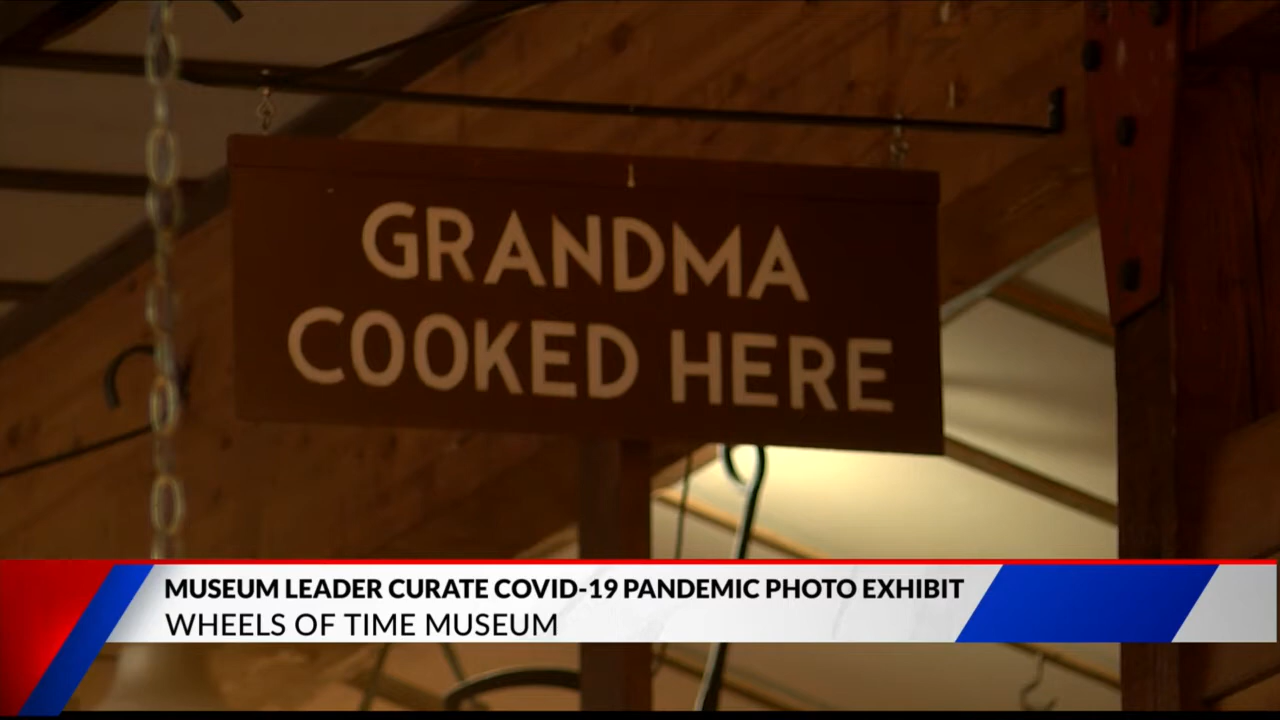 GRANDMA
COOKED HERE
MUSEUM LEADER CURATE COVID-19 PANDEMIC PHOTO EXHIBIT
WHEELS OF TIME MUSEUM